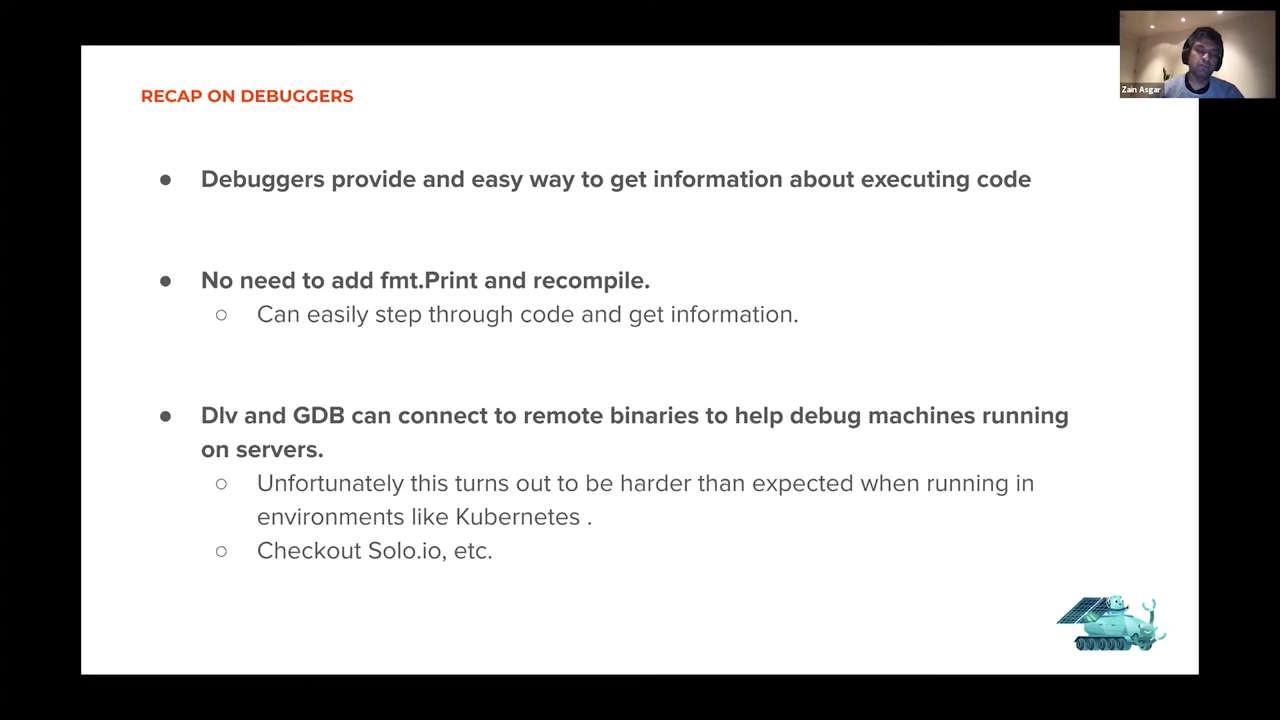 Zain Asgar
RECAP ON DEBUGGERS
● Debuggers provide and easy way to get information about executing code
● No need to add fmt.Print and recompile.
○ Can easily step through code and get information.
● Dlv and GDB can connect to remote binaries to help debug machines running
on servers.
○ Unfortunately this turns out to be harder than expected when running in
environments like Kubernetes .
○ Checkout Solo.io, etc.